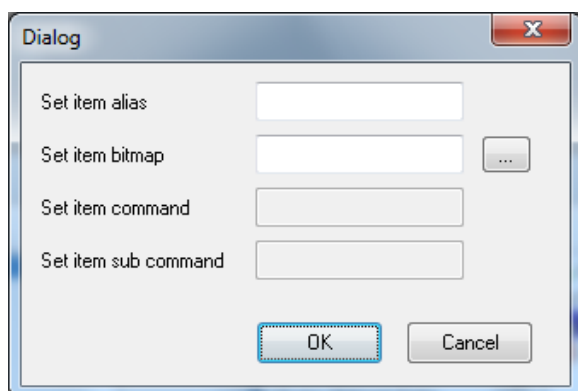 Dialog
Set item alias
Set item bitmap
...
Set item command
Set item sub command
OK Cancel